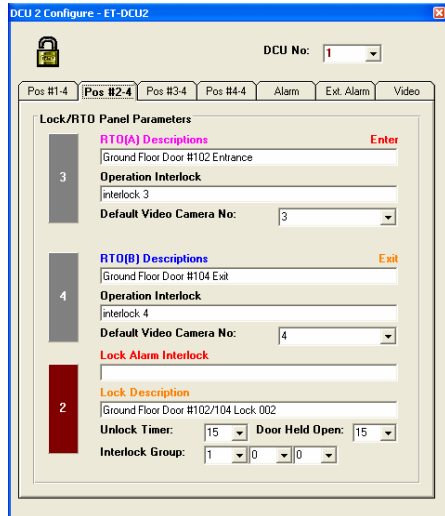 DCU 2 Configure - ET-DCU2
DCU No: 1
Pos #1-4 Pos #2-4 Pos #3-4 Pos #4-4 Alarm Ext. Alarm Video
Lock/RTO Panel Parameters
RTO(A) Descriptions Enter
Ground Floor Door #102 Entrance
3
Operation Interlock
interlock 3
Default Video Camera No: 3
RTO(B) Descriptions Exit
Ground Floor Door #104 Exit
4
Operation Interlock
interlock 4
Default Video Camera No: 4
Lock Alarm Interlock
Lock Description
2
Ground Floor Door #102/104 Lock 002
Unlock Timer: 15 Door Held Open: 15
Interlock Group: 1 0 0